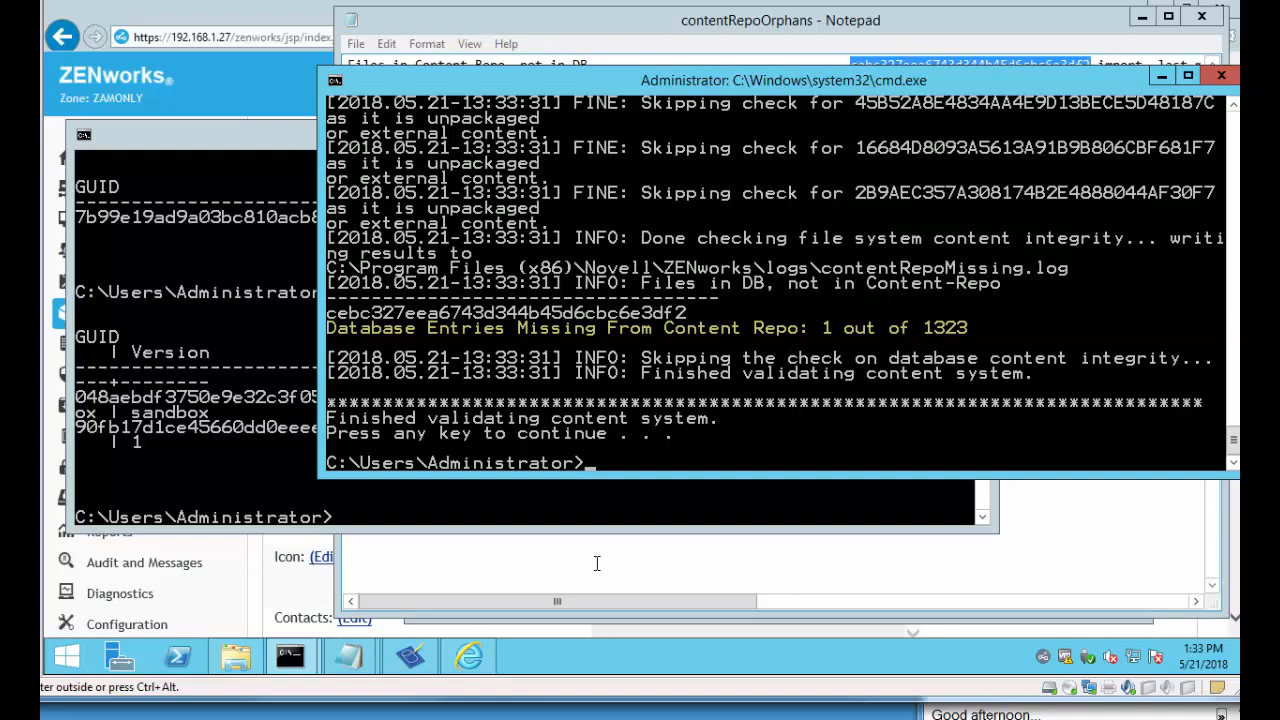 contentRepoOrphans - Notepad
https://192.168.1.27/zenworks/jsp/index.
File Edit Format View Help
ZENworks®
Zone: ZAMONLY
Administrator: C:\Windows\system32\cmd.exe
[2018.05.21-13:33:31] FINE: Skipping check for 45B52A8E4834AA4E9D13BECE5D48187C
as it is unpackaged
or external content.
[2018.05.21-13:33:31] FINE: Skipping check for 16684D8093A5613A91B9B806CBF681F7
as it is unpackaged
or external content.
[2018.05.21-13:33:31] FINE: Skipping check for 2B9AEC357A308174B2E4888044AF30F7
as it is unpackaged
or external content.
[2018.05.21-13:33:31] INFO: Done checking file system content integrity... writi
ng results to
C:\Program Files (x86)\Novell\ZENworks\logs\contentRepoMissing.log
[2018.05.21-13:33:31] INFO: Files in DB, not in Content-Repo
-----------------------------------
cebc327eea6743d344b45d6cbc6e3df2
Database Entries Missing From Content Repo: 1 out of 1323
[2018.05.21-13:33:31] INFO: Skipping the check on database content integrity...
[2018.05.21-13:33:31] INFO: Finished validating content system.
******************************************************************************
Finished validating content system.
Press any key to continue . . .
C:\Users\Administrator>_
GUID
7b99e19ad9a03bc810acb8
C:\Users\Administrator
GUID
| Version
---+--------
048aebdf3750e9e32c3f05
ox | sandbox
90fb17d1ce45660dd0eeee
| 1
C:\Users\Administrator>
Audit and Messages
Diagnostics
Configuration
Icon: (Edi
Contacts: (Edit)
1:33 PM
5/21/2018
ter outside or press Ctrl+Alt.
Good afternoon...